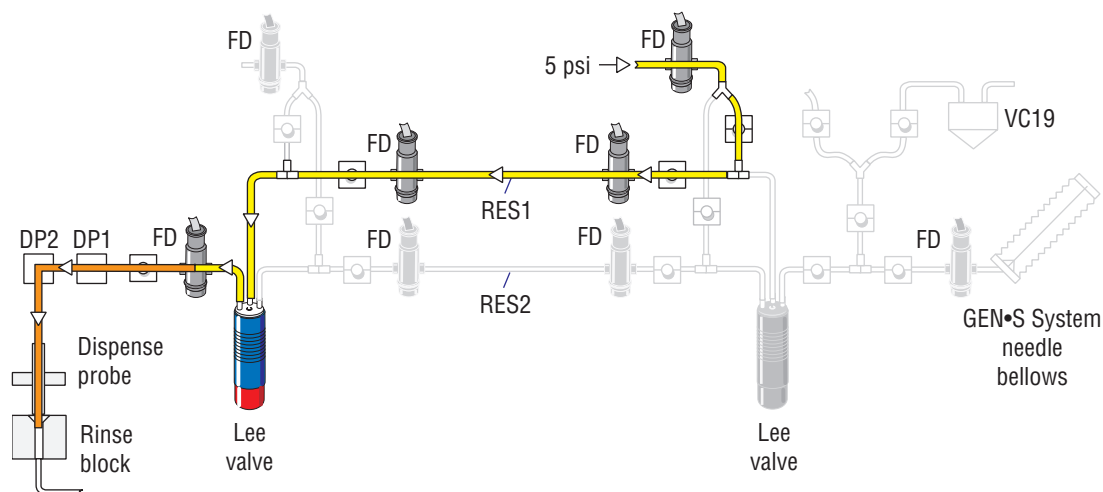 FD
FD
5 psi
VC19
FD
FD
RES1
DP2
DP1
FD
FD
FD
FD
RES2
GEN•S System
needle
bellows
Dispense
probe
Rinse
block
Lee
valve
Lee
valve